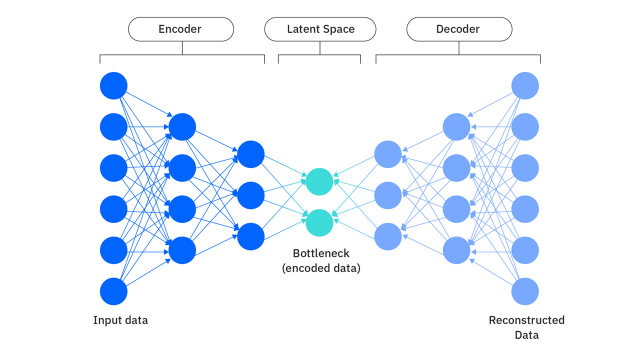 Encoder
Latent Space
Decoder
Bottleneck
(encoded data)
Input data
Reconstructed
Data